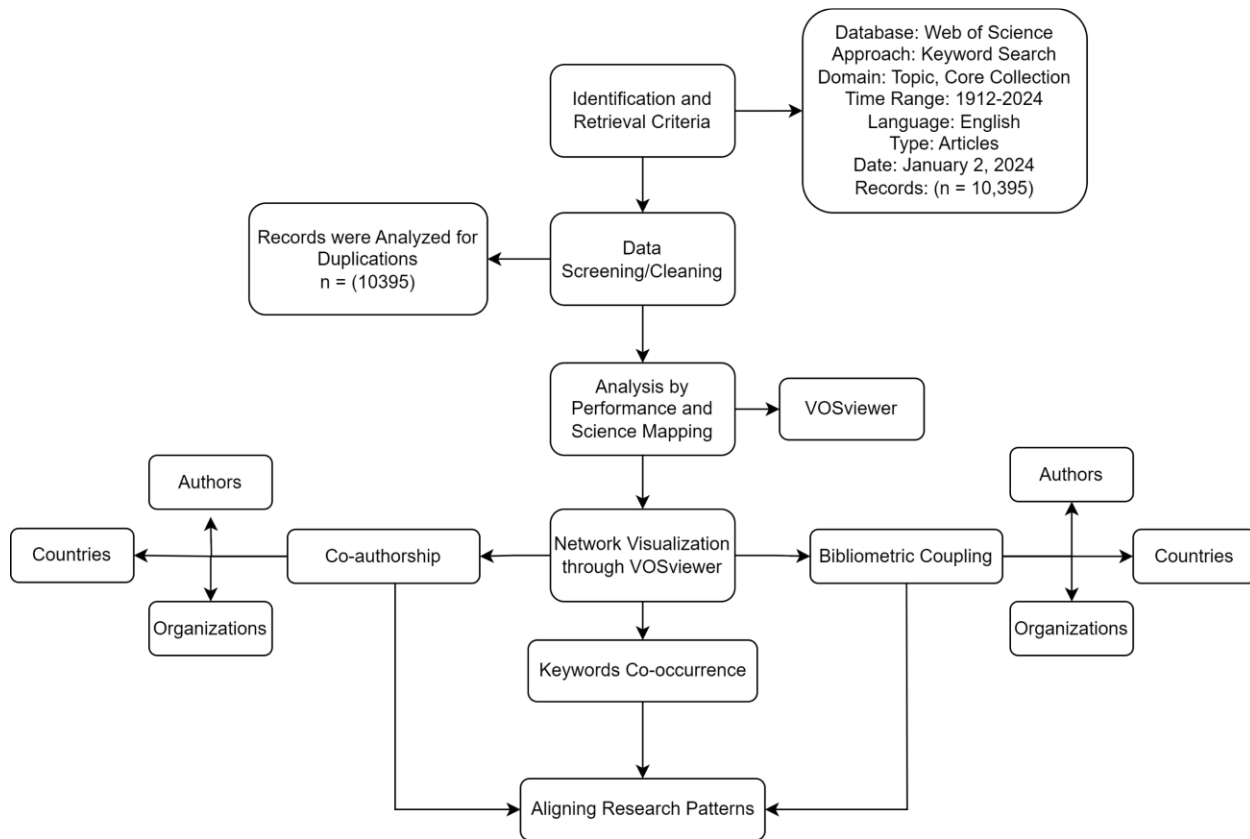 Database: Web of Science
Approach: Keyword Search
Domain: Topic, Core Collection
Time Range: 1912-2024
Language: English
Type: Articles
Date: January 2, 2024
Records: (n = 10,395)
Identification and
Retrieval Criteria
Records were Analyzed for
Duplications
n = (10395)
Data
Screening/Cleaning
Analysis by
Performance and
Science Mapping
VOSviewer
Authors
Countries
Organizations
Co-authorship
Network Visualization
through VOSviewer
Bibliometric Coupling
Authors
Countries
Organizations
Keywords Co-occurrence
Aligning Research Patterns